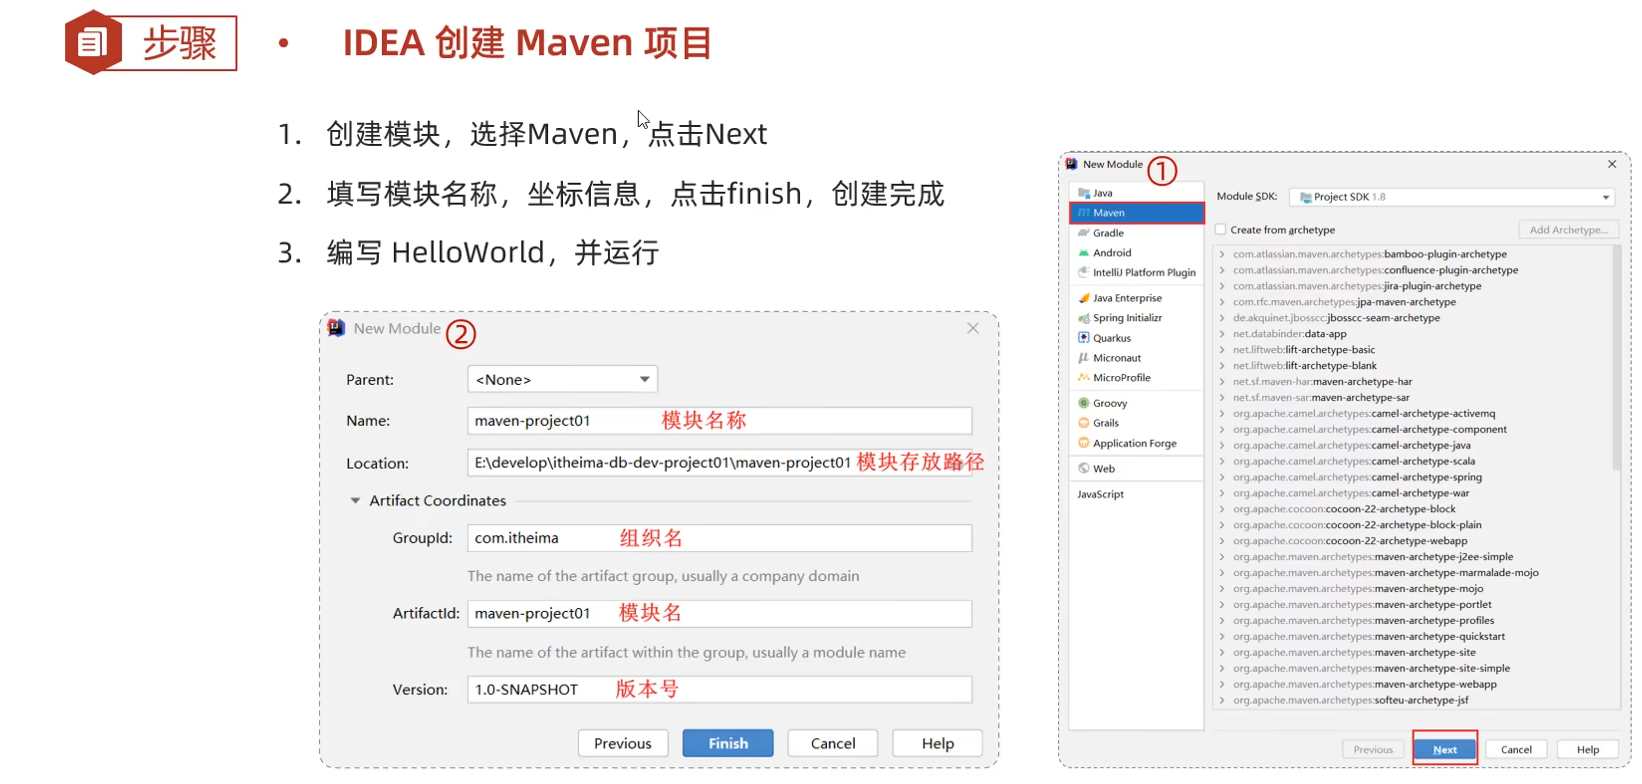 步骤
• IDEA 创建 Maven 项目
1. 创建模块，选择Maven，点击Next
2. 填写模块名称，坐标信息，点击finish，创建完成
3. 编写 HelloWorld，并运行
New Module ②
Parent: <None>
Name: maven-project01 模块名称
Location: E:\develop\itheima-db-dev-project01\maven-project01 模块存放路径
Artifact Coordinates
GroupId: com.itheima 组织名
The name of the artifact group, usually a company domain
ArtifactId: maven-project01 模块名
The name of the artifact within the group, usually a module name
Version: 1.0-SNAPSHOT 版本号
Previous Finish Cancel Help
New Module ①
Java
Maven
Gradle
Android
IntelliJ Platform Plugin
Java Enterprise
Spring Initializr
Quarkus
Micronaut
MicroProfile
Groovy
Grails
Application Forge
Web
JavaScript
Module SDK: Project SDK 1.8
Create from archetype Add Archetype...
com.atlassian.maven.archetypes:bamboo-plugin-archetype
com.atlassian.maven.archetypes:confluence-plugin-archetype
com.atlassian.maven.archetypes:jira-plugin-archetype
com.rfc.maven.archetypes:jpa-maven-archetype
de.akquinet.jbosscc:jbosscc-seam-archetype
net.databinder:data-app
net.liftweb:lift-archetype-basic
net.liftweb:lift-archetype-blank
net.sf.maven-har:maven-archetype-har
net.sf.maven-sar:maven-archetype-sar
org.apache.camel.archetypes:camel-archetype-activemq
org.apache.camel.archetypes:camel-archetype-component
org.apache.camel.archetypes:camel-archetype-java
org.apache.camel.archetypes:camel-archetype-scala
org.apache.camel.archetypes:camel-archetype-spring
org.apache.camel.archetypes:camel-archetype-war
org.apache.cocoon:cocoon-22-archetype-block
org.apache.cocoon:cocoon-22-archetype-block-plain
org.apache.cocoon:cocoon-22-archetype-webapp
org.apache.maven.archetypes:maven-archetype-j2ee-simple
org.apache.maven.archetypes:maven-archetype-marmalade-mojo
org.apache.maven.archetypes:maven-archetype-mojo
org.apache.maven.archetypes:maven-archetype-portlet
org.apache.maven.archetypes:maven-archetype-profiles
org.apache.maven.archetypes:maven-archetype-quickstart
org.apache.maven.archetypes:maven-archetype-site
org.apache.maven.archetypes:maven-archetype-site-simple
org.apache.maven.archetypes:maven-archetype-webapp
org.apache.maven.archetypes:softeu-archetype-jsf
Previous Next Cancel Help